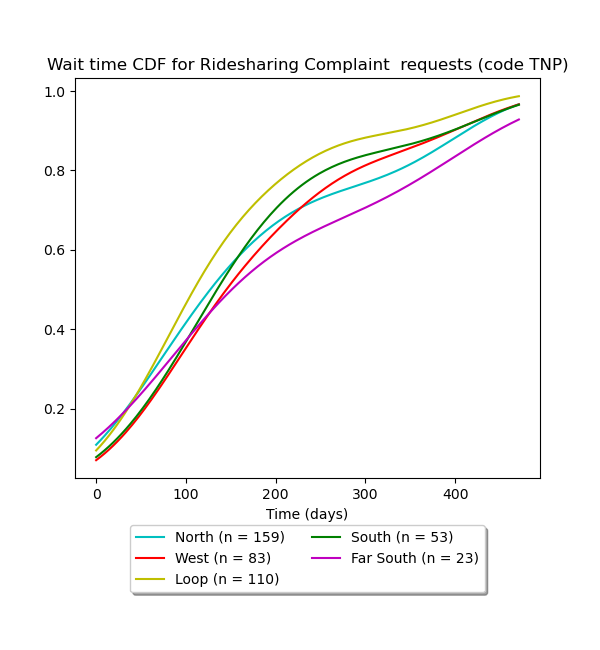 Wait time CDF for Ridesharing Complaint  requests (code TNP)
1.0
0.8
0.6
0.4
0.2
0 100 200 300 400
Time (days)
North (n = 159) South (n = 53)
West (n = 83) Far South (n = 23)
Loop (n = 110)